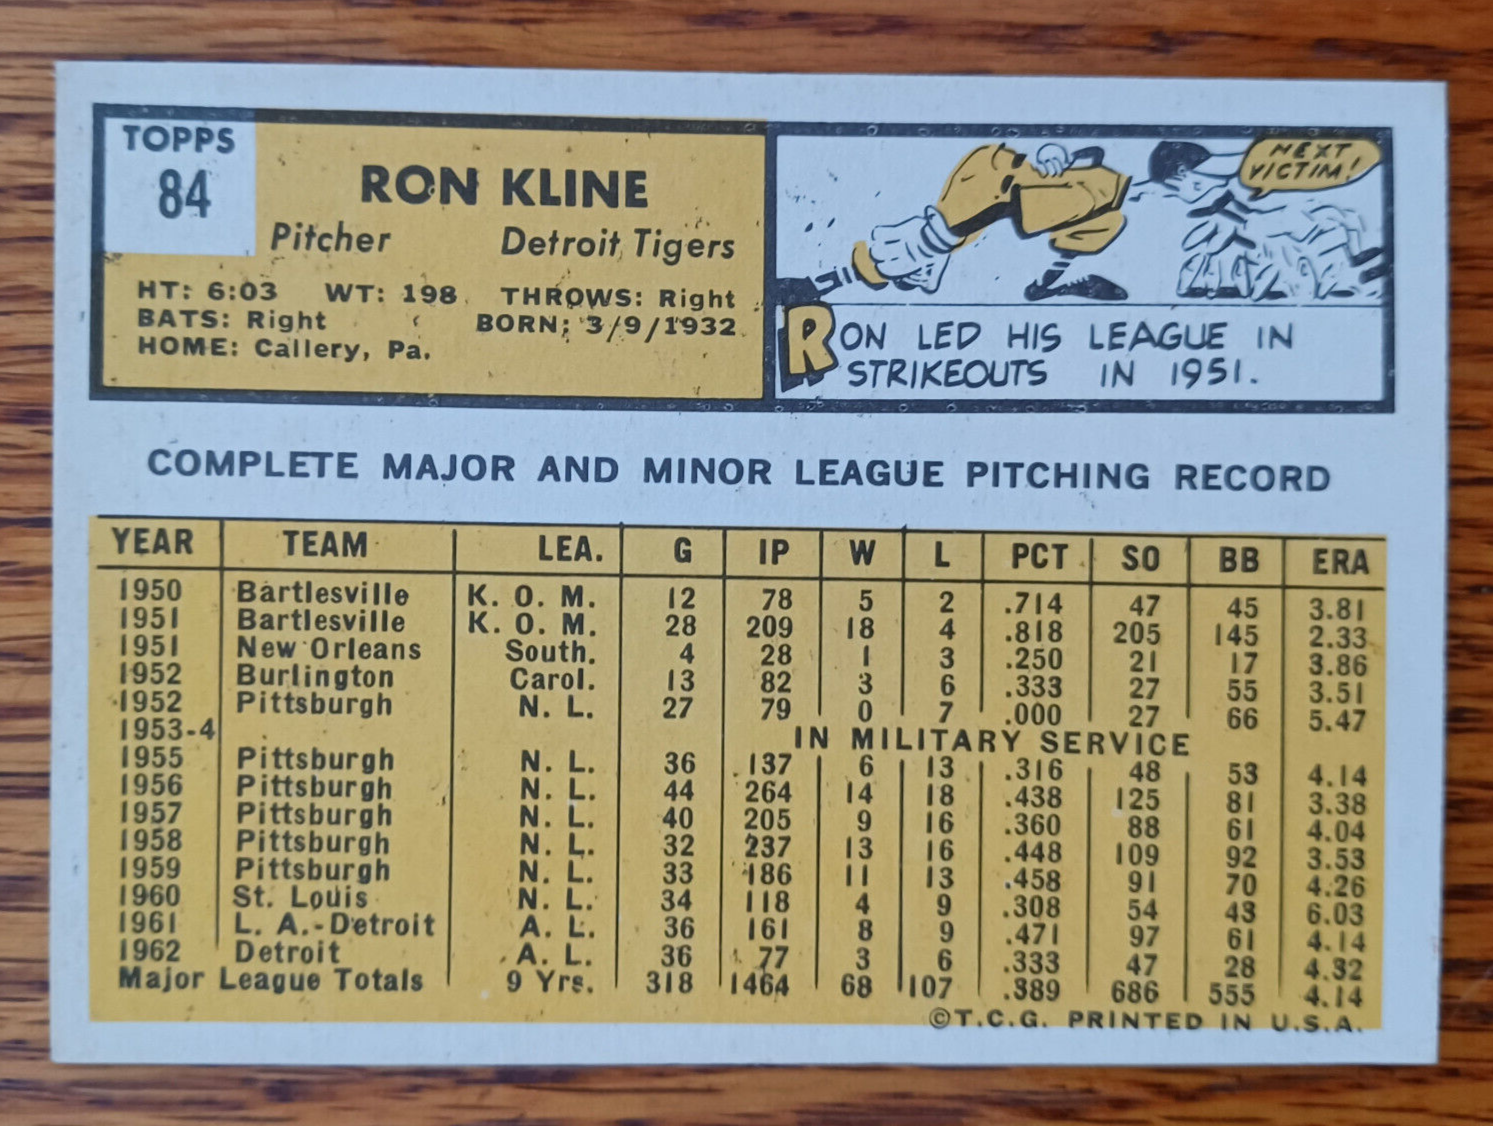 TOPPS
84
RON KLINE
Pitcher Detroit Tigers
HT: 6:03 WT: 198 THROWS: Right
BATS: Right BORN: 3/9/1932
HOME: Callery, Pa.
NEXT
VICTIM!
RON LED HIS LEAGUE IN
STRIKEOUTS IN 1951.
COMPLETE MAJOR AND MINOR LEAGUE PITCHING RECORD
YEAR TEAM LEA. G IP W L PCT SO BB ERA
1950 Bartlesville K. O. M. 12 78 5 2 .714 47 45 3.81
1951 Bartlesville K. O. M. 28 209 18 4 .818 205 145 2.33
1951 New Orleans South. 4 28 1 3 .250 21 17 3.86
1952 Burlington Carol. 13 82 3 6 .333 27 55 3.51
1952 Pittsburgh N. L. 27 79 0 7 .000 27 66 5.47
1953-4 IN MILITARY SERVICE
1955 Pittsburgh N. L. 36 137 6 13 .316 48 53 4.14
1956 Pittsburgh N. L. 44 264 14 18 .438 125 81 3.38
1957 Pittsburgh N. L. 40 205 9 16 .360 88 61 4.04
1958 Pittsburgh N. L. 32 237 13 16 .448 109 92 3.53
1959 Pittsburgh N. L. 33 186 11 13 .458 91 70 4.26
1960 St. Louis N. L. 34 118 4 9 .308 54 43 6.03
1961 L. A.-Detroit A. L. 36 161 8 9 .471 97 61 4.14
1962 Detroit A. L. 36 77 3 6 .333 47 28 4.32
Major League Totals 9 Yrs. 318 1464 68 107 .389 686 555 4.14
©T.C.G. PRINTED IN U.S.A.